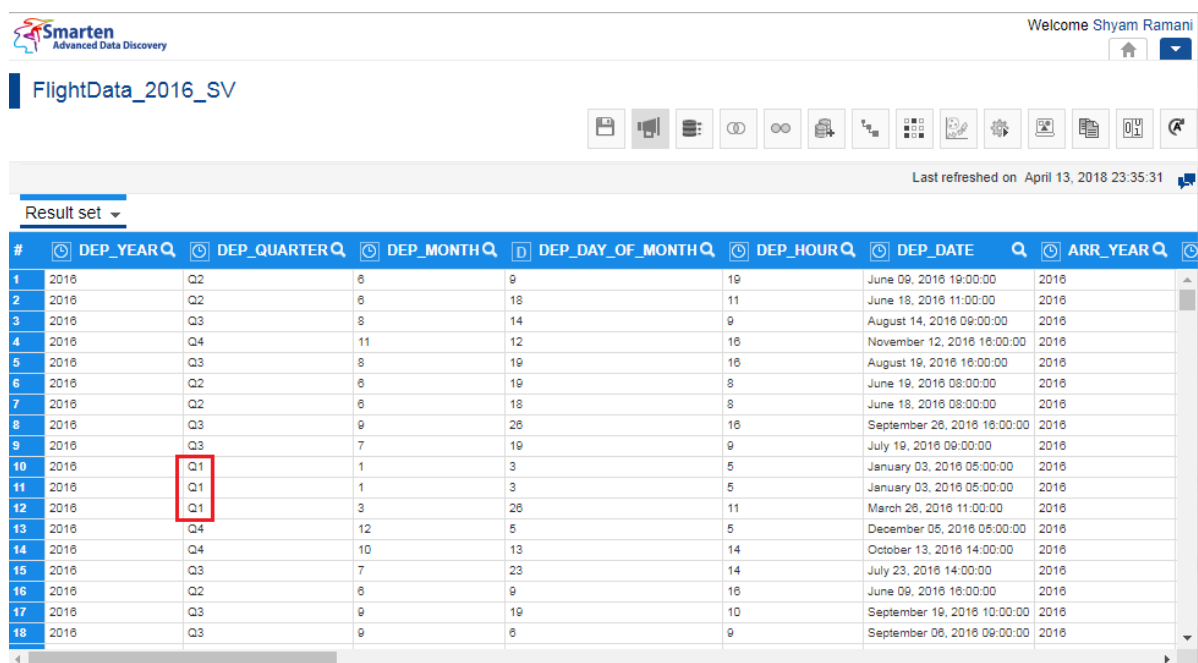 Smarten
Advanced Data Discovery
Welcome Shyam Ramani
FlightData_2016_SV
Last refreshed on April 13, 2018 23:35:31
Result set
# DEP_YEAR DEP_QUARTER DEP_MONTH D DEP_DAY_OF_MONTH DEP_HOUR DEP_DATE ARR_YEAR
1 2016 Q2 6 9 19 June 09, 2016 19:00:00 2016
2 2016 Q2 6 18 11 June 18, 2016 11:00:00 2016
3 2016 Q3 8 14 9 August 14, 2016 09:00:00 2016
4 2016 Q4 11 12 16 November 12, 2016 16:00:00 2016
5 2016 Q3 8 19 16 August 19, 2016 16:00:00 2016
6 2016 Q2 6 19 8 June 19, 2016 08:00:00 2016
7 2016 Q2 6 18 8 June 18, 2016 08:00:00 2016
8 2016 Q3 9 26 16 September 26, 2016 16:00:00 2016
9 2016 Q3 7 19 9 July 19, 2016 09:00:00 2016
10 2016 Q1 1 3 5 January 03, 2016 05:00:00 2016
11 2016 Q1 1 3 5 January 03, 2016 05:00:00 2016
12 2016 Q1 3 26 11 March 26, 2016 11:00:00 2016
13 2016 Q4 12 5 5 December 05, 2016 05:00:00 2016
14 2016 Q4 10 13 14 October 13, 2016 14:00:00 2016
15 2016 Q3 7 23 14 July 23, 2016 14:00:00 2016
16 2016 Q2 6 9 16 June 09, 2016 16:00:00 2016
17 2016 Q3 9 19 10 September 19, 2016 10:00:00 2016
18 2016 Q3 9 6 9 September 06, 2016 09:00:00 2016